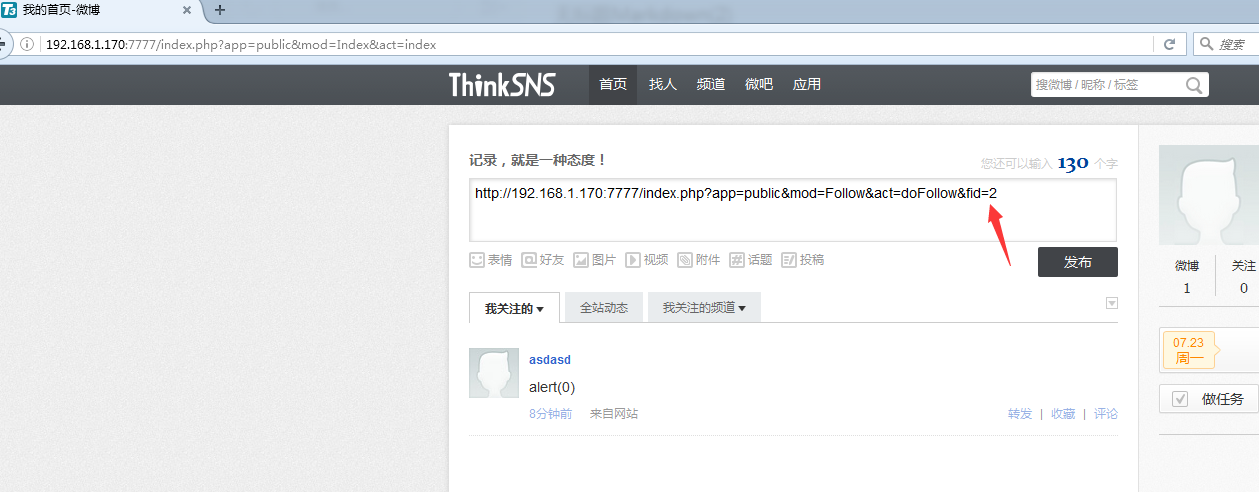 我的首页-微博
192.168.1.170:7777/index.php?app=public&mod=Index&act=index
搜索
ThinkSNS 首页 找人 频道 微吧 应用 搜微博 / 昵称 / 标签
记录，就是一种态度！ 您还可以输入 130 个字
http://192.168.1.170:7777/index.php?app=public&mod=Follow&act=doFollow&fid=2
表情 好友 图片 视频 附件 话题 投稿 发布
微博 关注
1 0
我关注的 全站动态 我关注的频道
07.23
周一
asdasd
alert(0)
做任务
8分钟前 来自网站 转发 | 收藏 | 评论